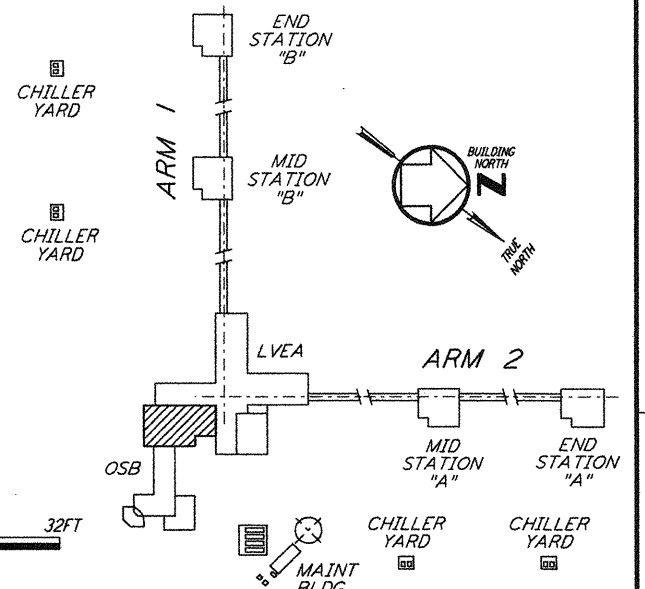 END
STATION
"B"
CHILLER
YARD
ARM 1
MID
STATION
"B"
BUILDING
NORTH
N
TRUE
NORTH
CHILLER
YARD
LVEA
ARM 2
MID
STATION
"A"
END
STATION
"A"
OSB
32FT
CHILLER
YARD
CHILLER
YARD
MAINT
BLDG